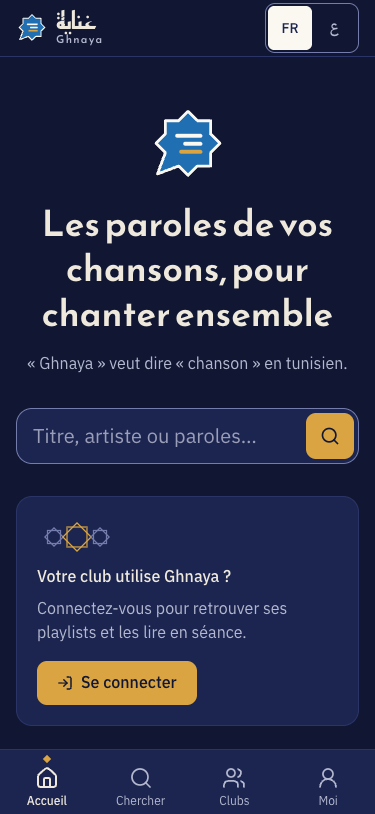 غناية
Ghnaya
FR
ع
Les paroles de vos
chansons, pour
chanter ensemble
« Ghnaya » veut dire « chanson » en tunisien.
Titre, artiste ou paroles...
Votre club utilise Ghnaya ?
Connectez-vous pour retrouver ses
playlists et les lire en séance.
Se connecter
Accueil
Chercher
Clubs
Moi